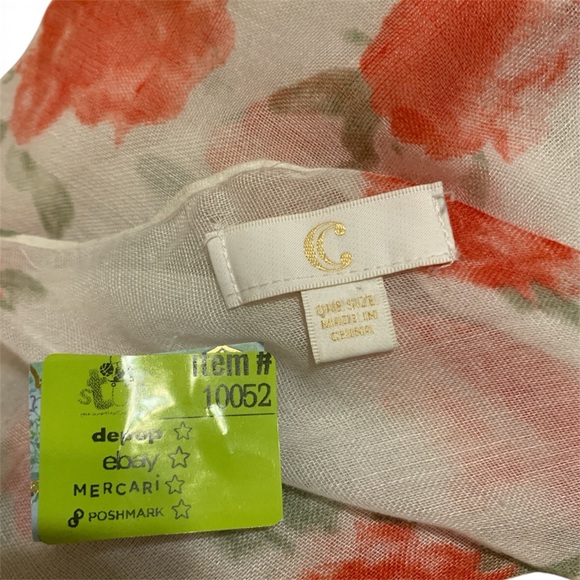 C
ONE SIZE
MADE IN
CHINA
item #
10052
depop
ebay
MERCARI
POSHMARK